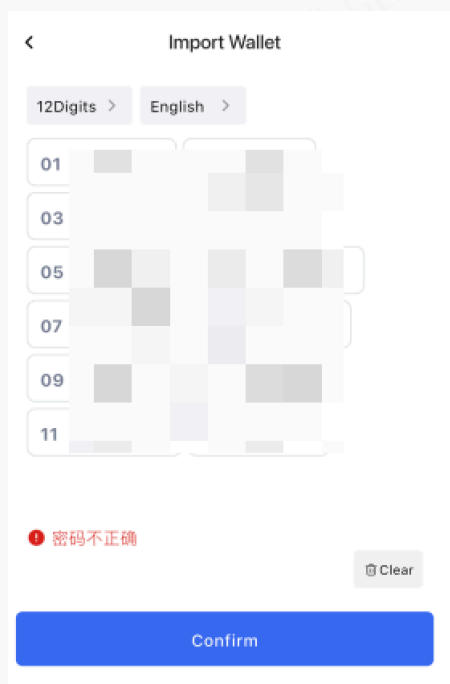 Import Wallet
12Digits > English >
01
03
05
07
09
11
密码不正确
Clear
Confirm